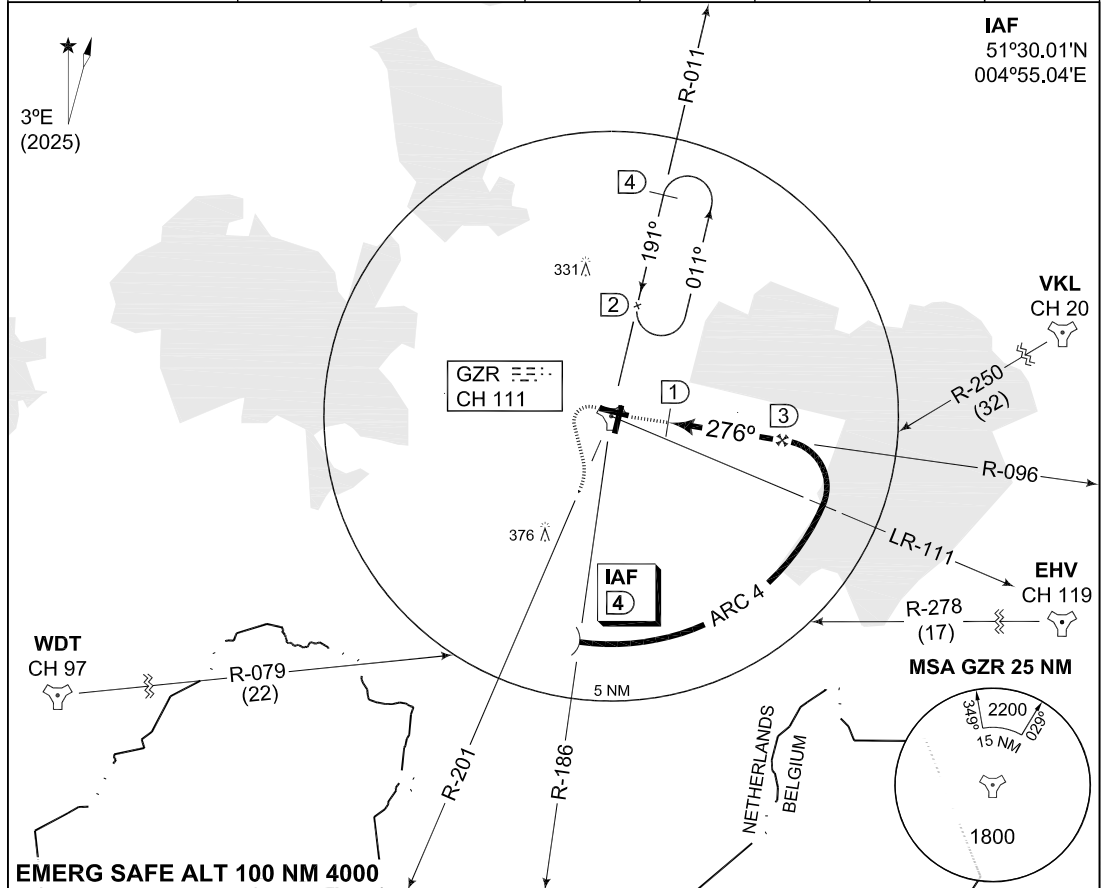 IAF
51º30.01'N
004º55.04'E
3ºE
(2025)
R-011
4
191º
011º
331
2
VKL
CH 20
R-250
(32)
GZR
CH 111
1
276º
3
R-096
LR-111
376
IAF
4
ARC 4
EHV
CH 119
R-278
(17)
WDT
CH 97
R-079
(22)
5 NM
R-201
R-186
NETHERLANDS
BELGIUM
MSA GZR 25 NM
349º
2200
029º
15 NM
1800
EMERG SAFE ALT 100 NM 4000